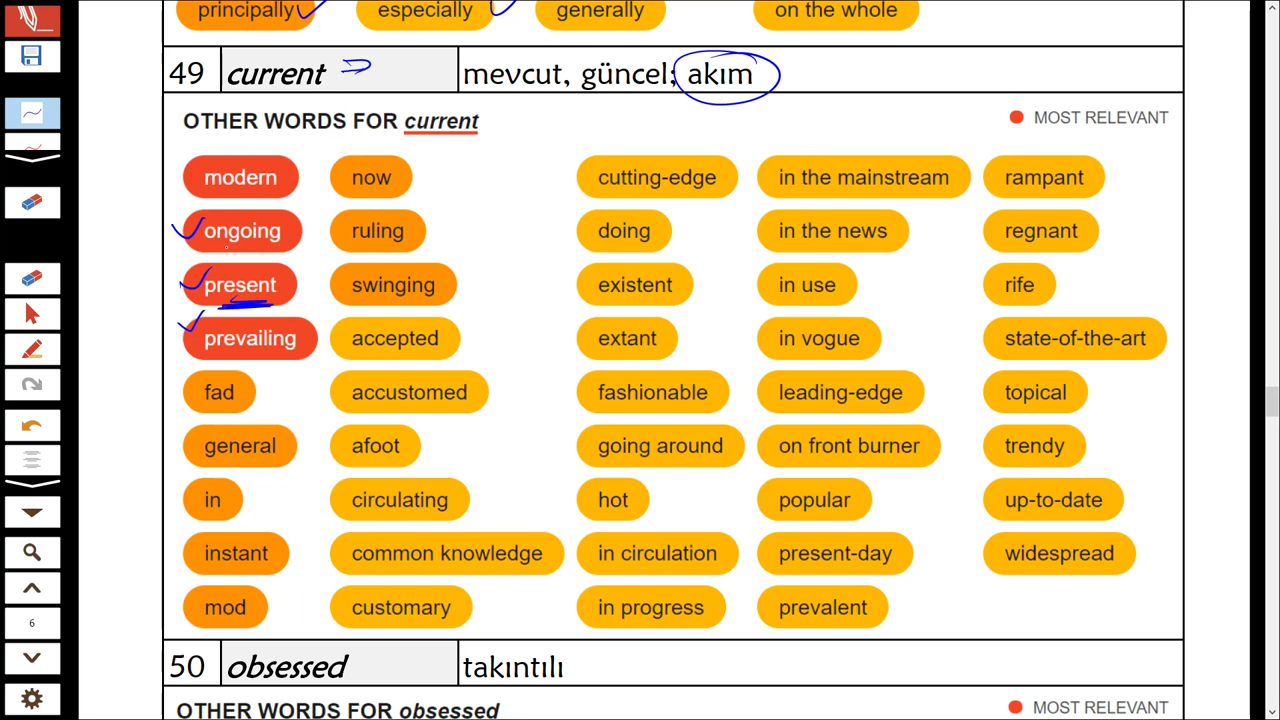 principally especially generally on the whole
49 current mevcut, güncel; akım
OTHER WORDS FOR current MOST RELEVANT
modern now cutting-edge in the mainstream rampant
ongoing ruling doing in the news regnant
present swinging existent in use rife
prevailing accepted extant in vogue state-of-the-art
fad accustomed fashionable leading-edge topical
general afoot going around on front burner trendy
in circulating hot popular up-to-date
instant common knowledge in circulation present-day widespread
mod customary in progress prevalent
6
50 obsessed takıntılı
OTHER WORDS FOR obsessed MOST RELEVANT